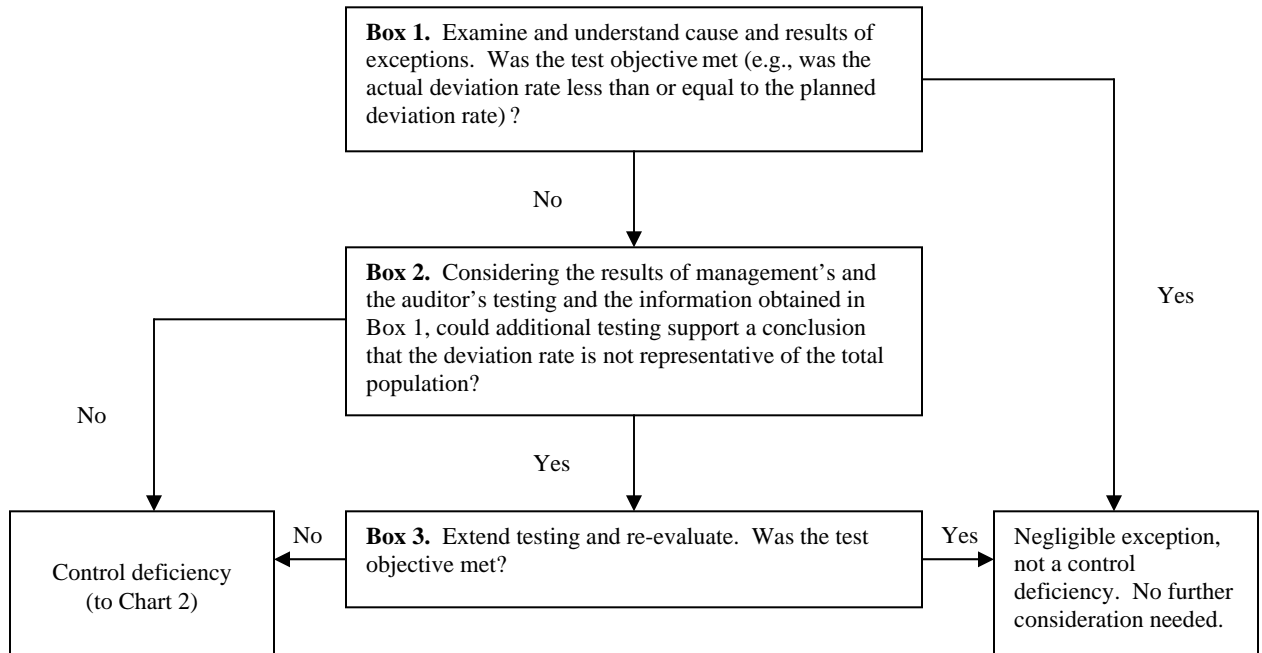 Box 1. Examine and understand cause and results of
exceptions. Was the test objective met (e.g., was the
actual deviation rate less than or equal to the planned
deviation rate) ?
No
Yes
Box 2. Considering the results of management’s and
the auditor’s testing and the information obtained in
Box 1, could additional testing support a conclusion
that the deviation rate is not representative of the total
population?
No
Yes
Control deficiency
(to Chart 2)
No
Box 3. Extend testing and re-evaluate. Was the test
objective met?
Yes
Negligible exception,
not a control
deficiency. No further
consideration needed.